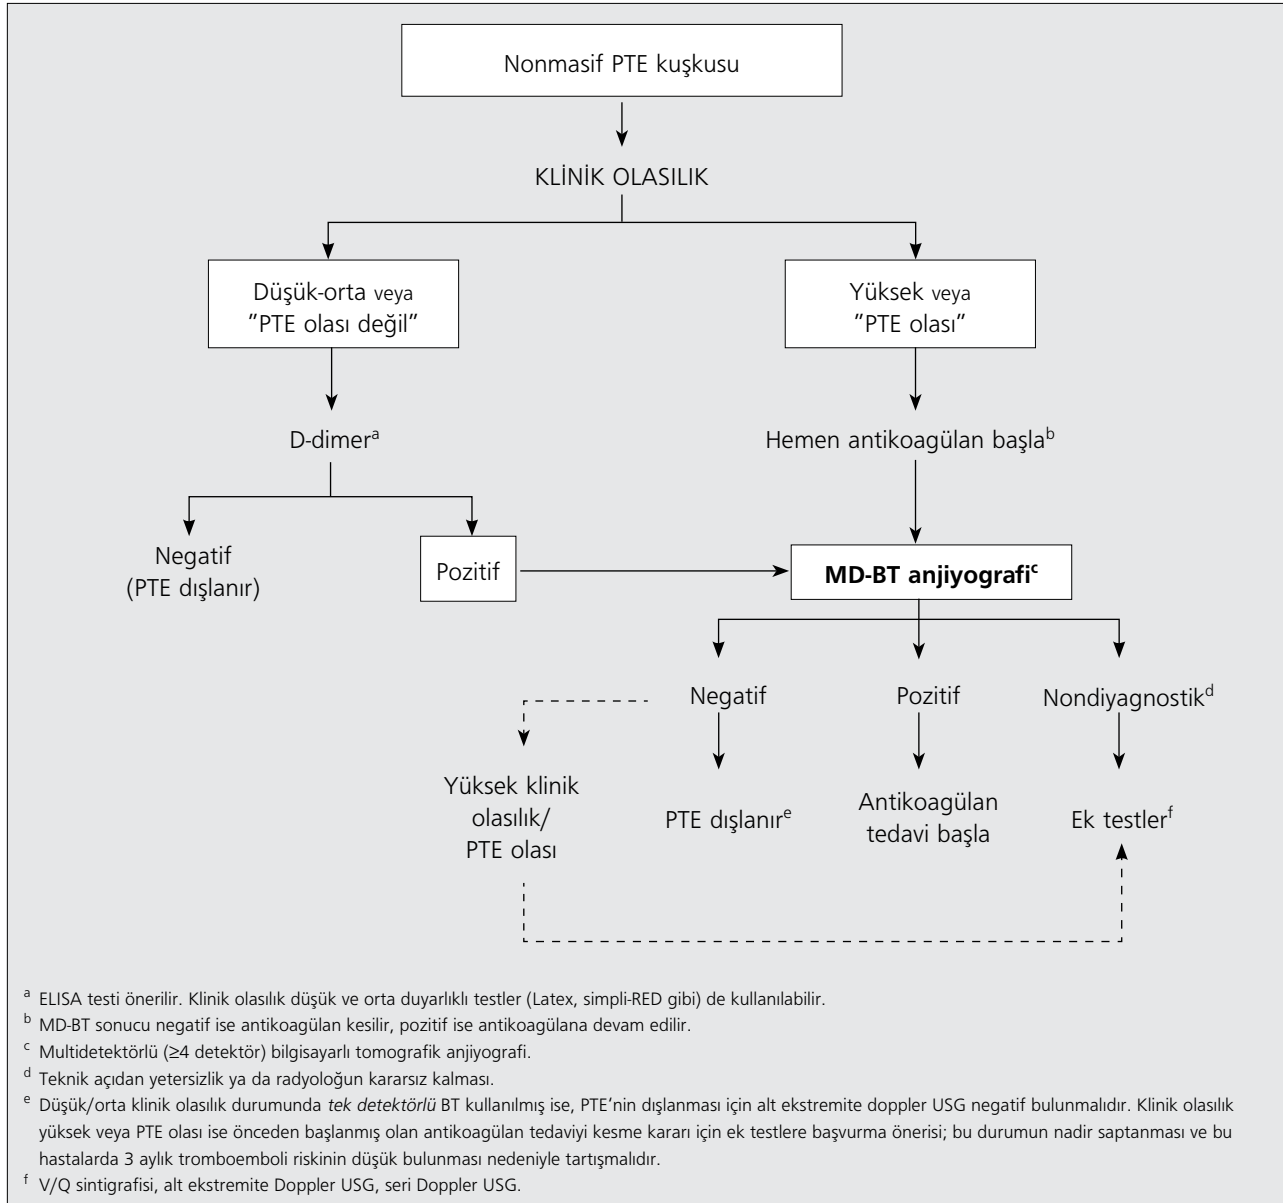 Nonmasif PTE kuşkusu
KLİNİK OLASILIK
Düşük-orta veya
"PTE olası değil"
Yüksek veya
"PTE olası"
D-dimerᵃ
Hemen antikoagülan başlaᵇ
Negatif
(PTE dışlanır)
Pozitif
MD-BT anjiyografiᶜ
Negatif
Pozitif
Nondiyagnostikᵈ
Yüksek klinik
olasılık/
PTE olası
PTE dışlanırᵉ
Antikoagülan
tedavi başla
Ek testlerᶠ
ᵃ ELISA testi önerilir. Klinik olasılık düşük ve orta duyarlıklı testler (Latex, simpli-RED gibi) de kullanılabilir.
ᵇ MD-BT sonucu negatif ise antikoagülan kesilir, pozitif ise antikoagülana devam edilir.
ᶜ Multidetektörlü (≥4 detektör) bilgisayarlı tomografik anjiyografi.
ᵈ Teknik açıdan yetersizlik ya da radyoloğun kararsız kalması.
ᵉ Düşük/orta klinik olasılık durumunda tek detektörlü BT kullanılmış ise, PTE'nin dışlanması için alt ekstremite doppler USG negatif bulunmalıdır. Klinik olasılık
yüksek veya PTE olası ise önceden başlanmış olan antikoagülan tedaviyi kesme kararı için ek testlere başvurma önerisi; bu durumun nadir saptanması ve bu
hastalarda 3 aylık tromboemboli riskinin düşük bulunması nedeniyle tartışmalıdır.
ᶠ V/Q sintigrafisi, alt ekstremite Doppler USG, seri Doppler USG.